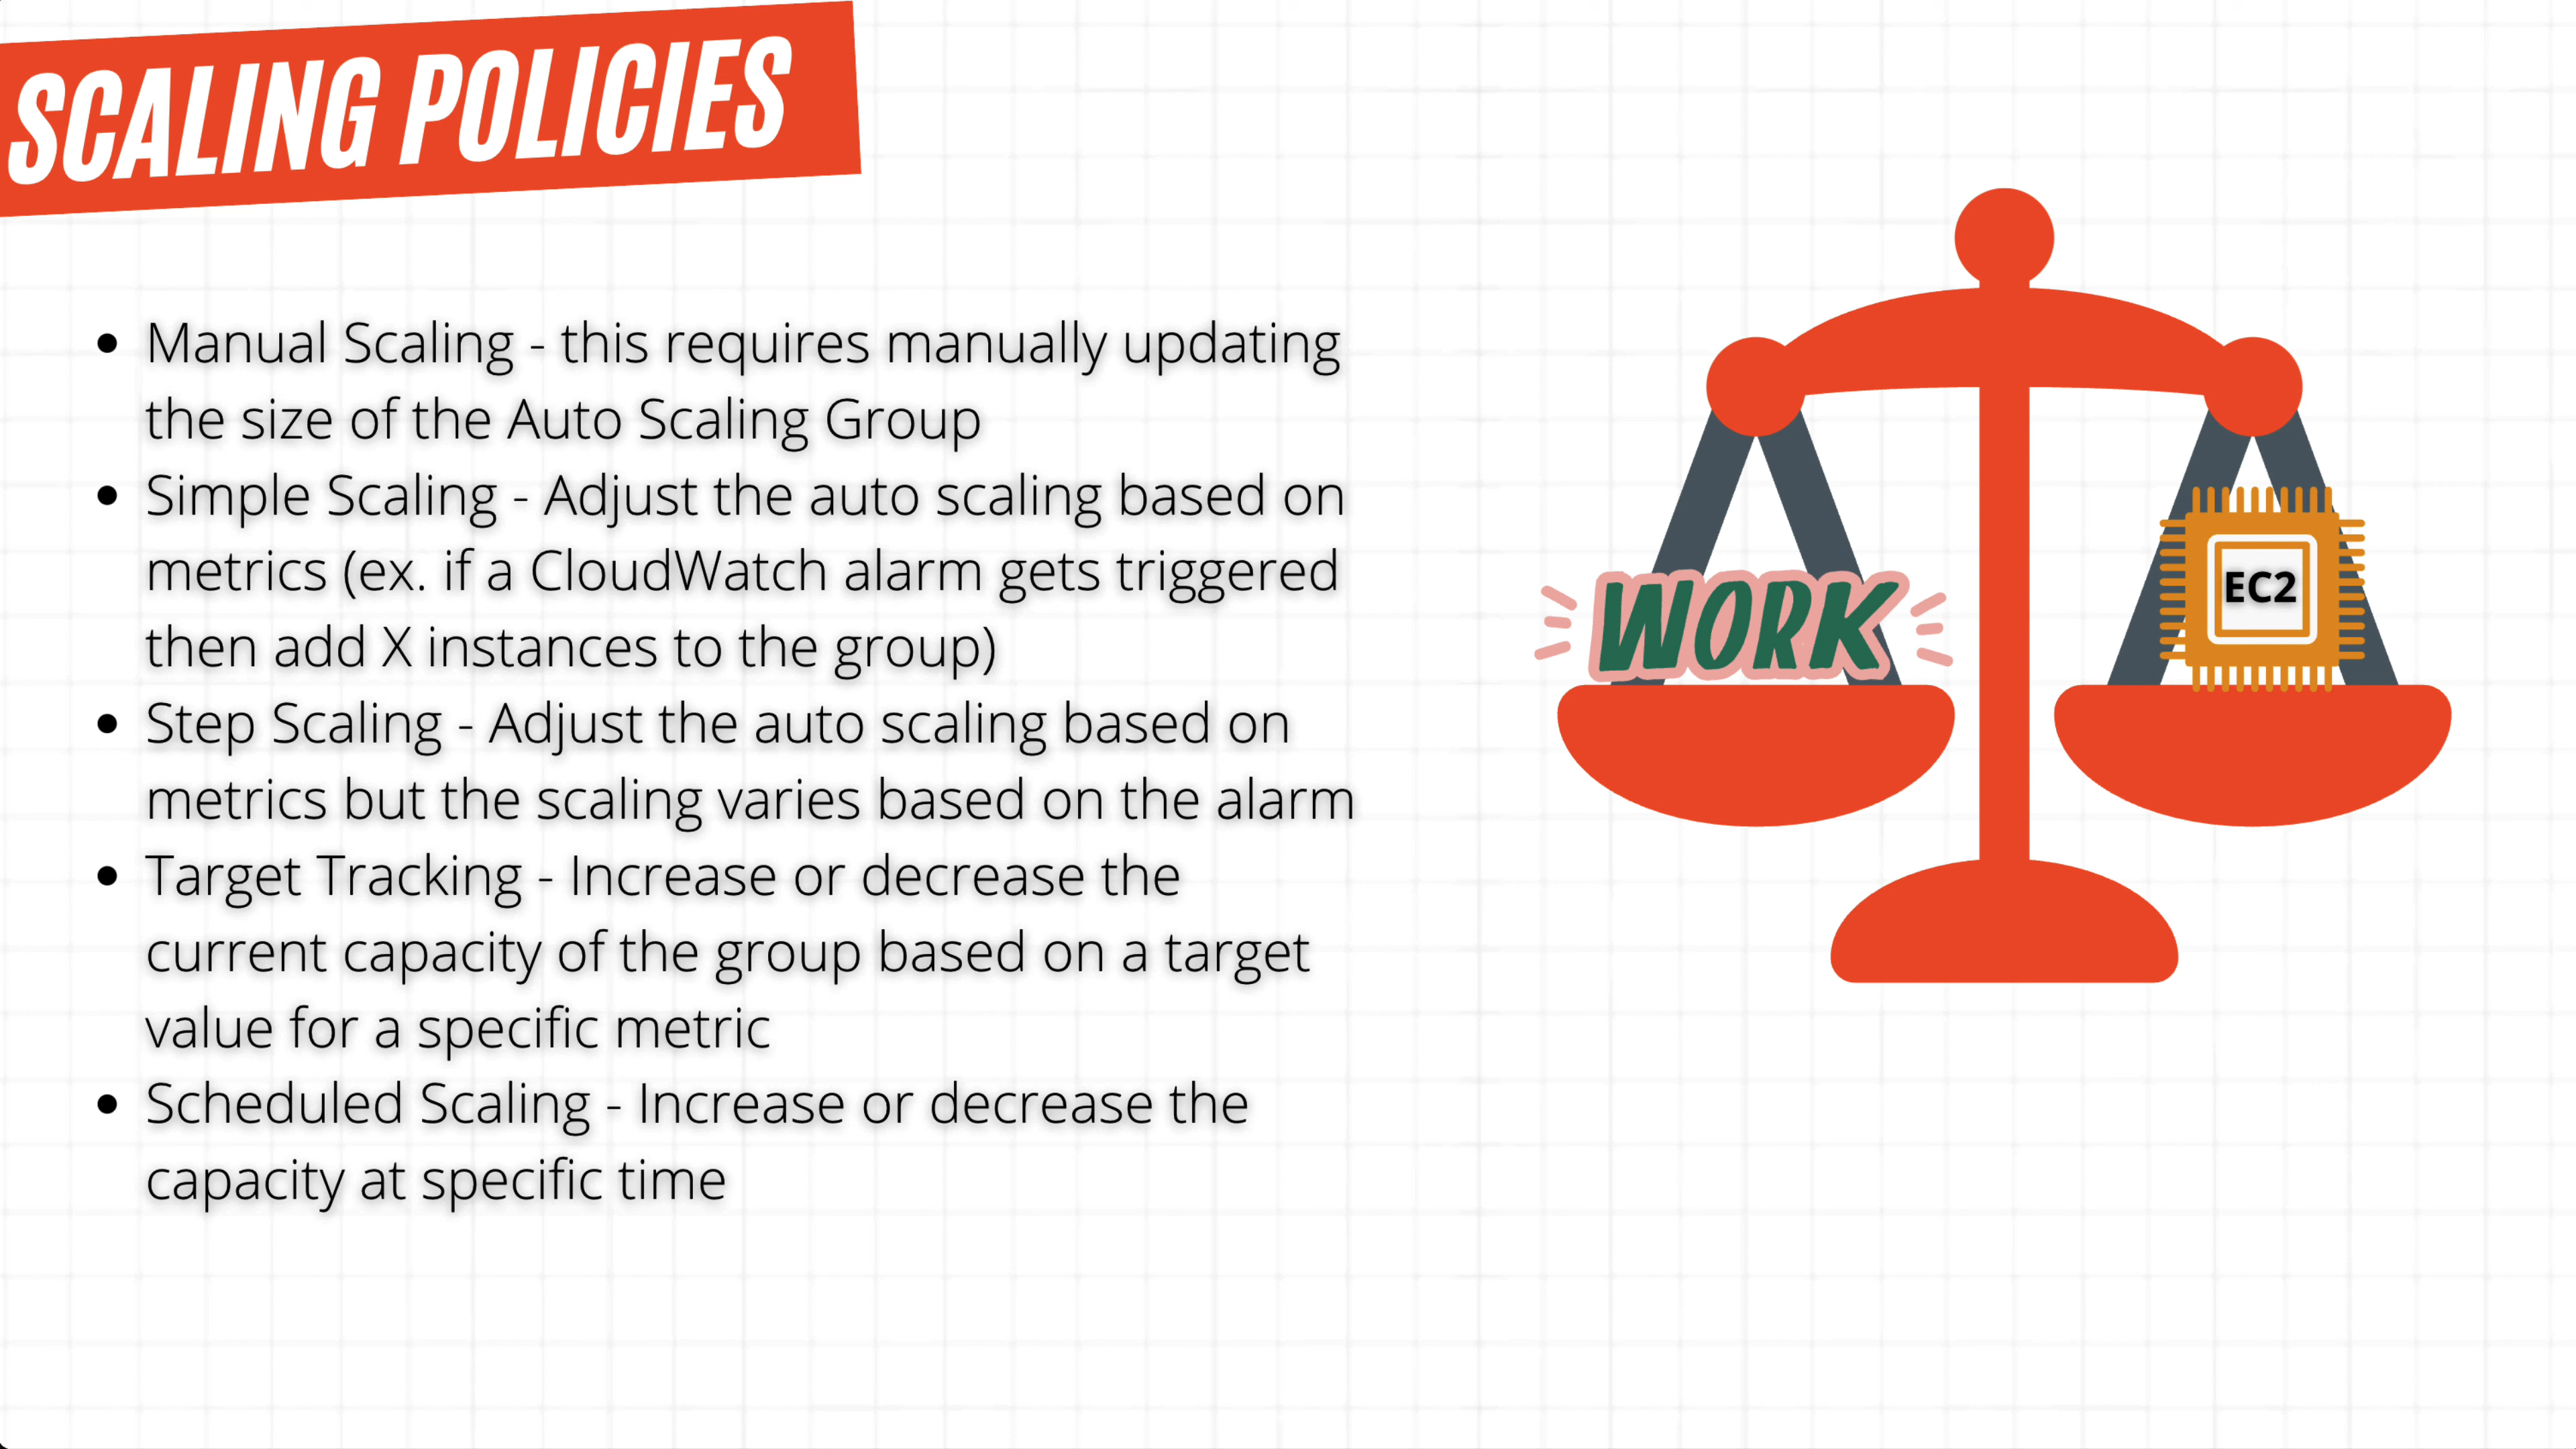 SCALING POLICIES
• Manual Scaling - this requires manually updating
the size of the Auto Scaling Group
• Simple Scaling - Adjust the auto scaling based on
metrics (ex. if a CloudWatch alarm gets triggered
then add X instances to the group)
• Step Scaling - Adjust the auto scaling based on
metrics but the scaling varies based on the alarm
• Target Tracking - Increase or decrease the
current capacity of the group based on a target
value for a specific metric
• Scheduled Scaling - Increase or decrease the
capacity at specific time
WORK
EC2